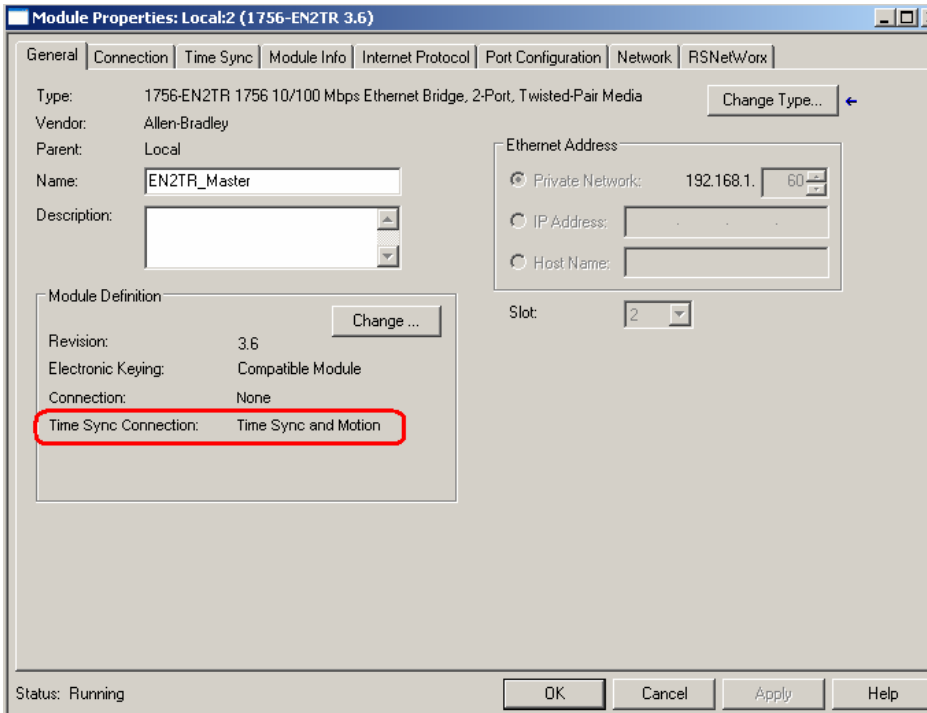 Module Properties: Local:2 (1756-EN2TR 3.6)
General Connection Time Sync Module Info Internet Protocol Port Configuration Network RSNetWorx
Type: 1756-EN2TR 1756 10/100 Mbps Ethernet Bridge, 2-Port, Twisted-Pair Media
Change Type...
Vendor: Allen-Bradley
Parent: Local
Name: EN2TR_Master
Description:
Ethernet Address
Private Network: 192.168.1. 60
IP Address: . . .
Host Name:
Slot: 2
Module Definition
Change ...
Revision: 3.6
Electronic Keying: Compatible Module
Connection: None
Time Sync Connection: Time Sync and Motion
Status: Running
OK Cancel Apply Help